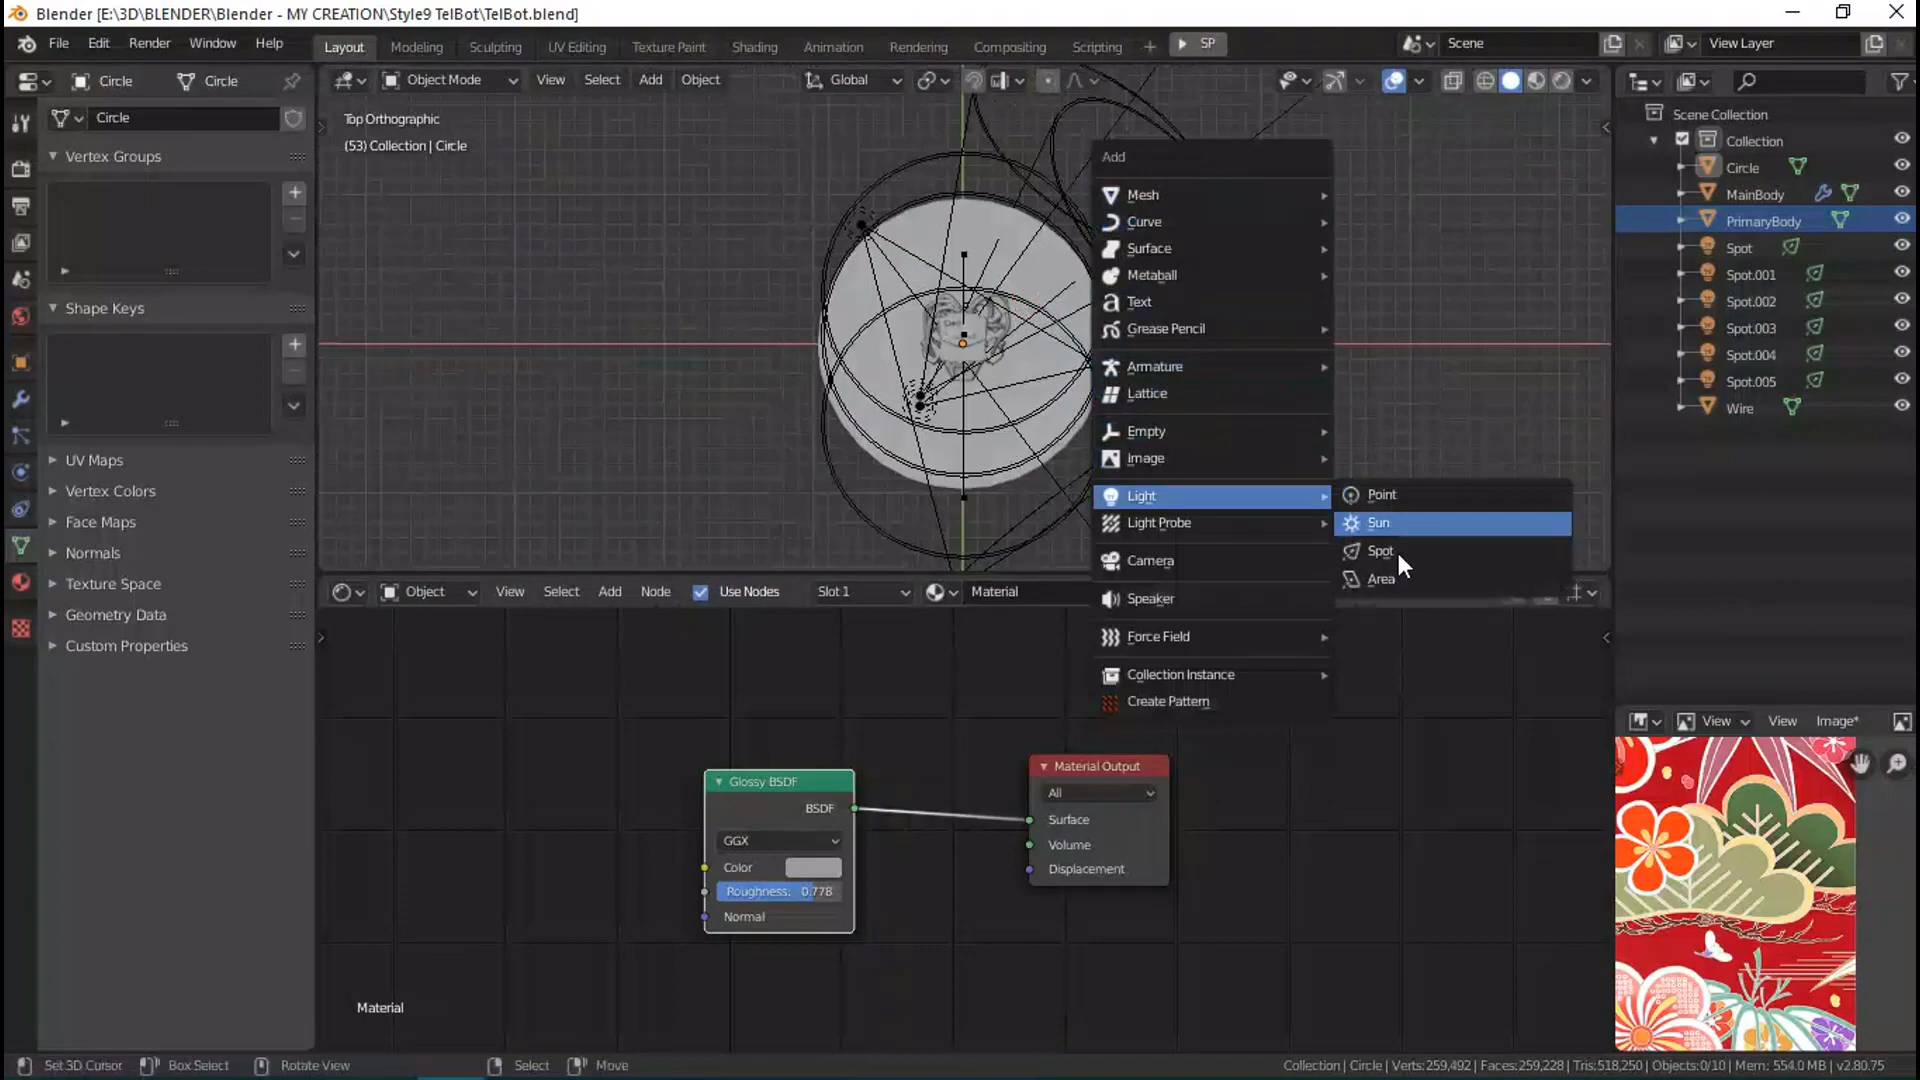 Blender [E:\3D\BLENDER\Blender - MY CREATION\Style9 TelBot\TelBot.blend]
File Edit Render Window Help Layout Modeling Sculpting UV Editing Texture Paint Shading Animation Rendering Compositing Scripting + SP Scene View Layer
Circle Circle Object Mode View Select Add Object Global
Circle
Vertex Groups
Shape Keys
UV Maps
Vertex Colors
Face Maps
Normals
Texture Space
Geometry Data
Custom Properties
Top Orthographic
(53) Collection | Circle
Add
Mesh
Curve
Surface
Metaball
Text
Grease Pencil
Armature
Lattice
Empty
Image
Light
Light Probe
Camera
Speaker
Force Field
Collection Instance
Create Pattern
Point
Sun
Spot
Area
Scene Collection
Collection
Circle
MainBody
PrimaryBody
Spot
Spot.001
Spot.002
Spot.003
Spot.004
Spot.005
Wire
Object View Select Add Node Use Nodes Slot 1 Material
View View Image*
Glossy BSDF
BSDF
GGX
Color
Roughness: 0.778
Normal
Material Output
All
Surface
Volume
Displacement
Material
Set 3D Cursor Box Select Rotate View Select Move Collection | Circle | Verts:259,492 | Faces:259,228 | Tris:518,250 | Objects:0/10 | Mem: 554.0 MB | v2.80.75